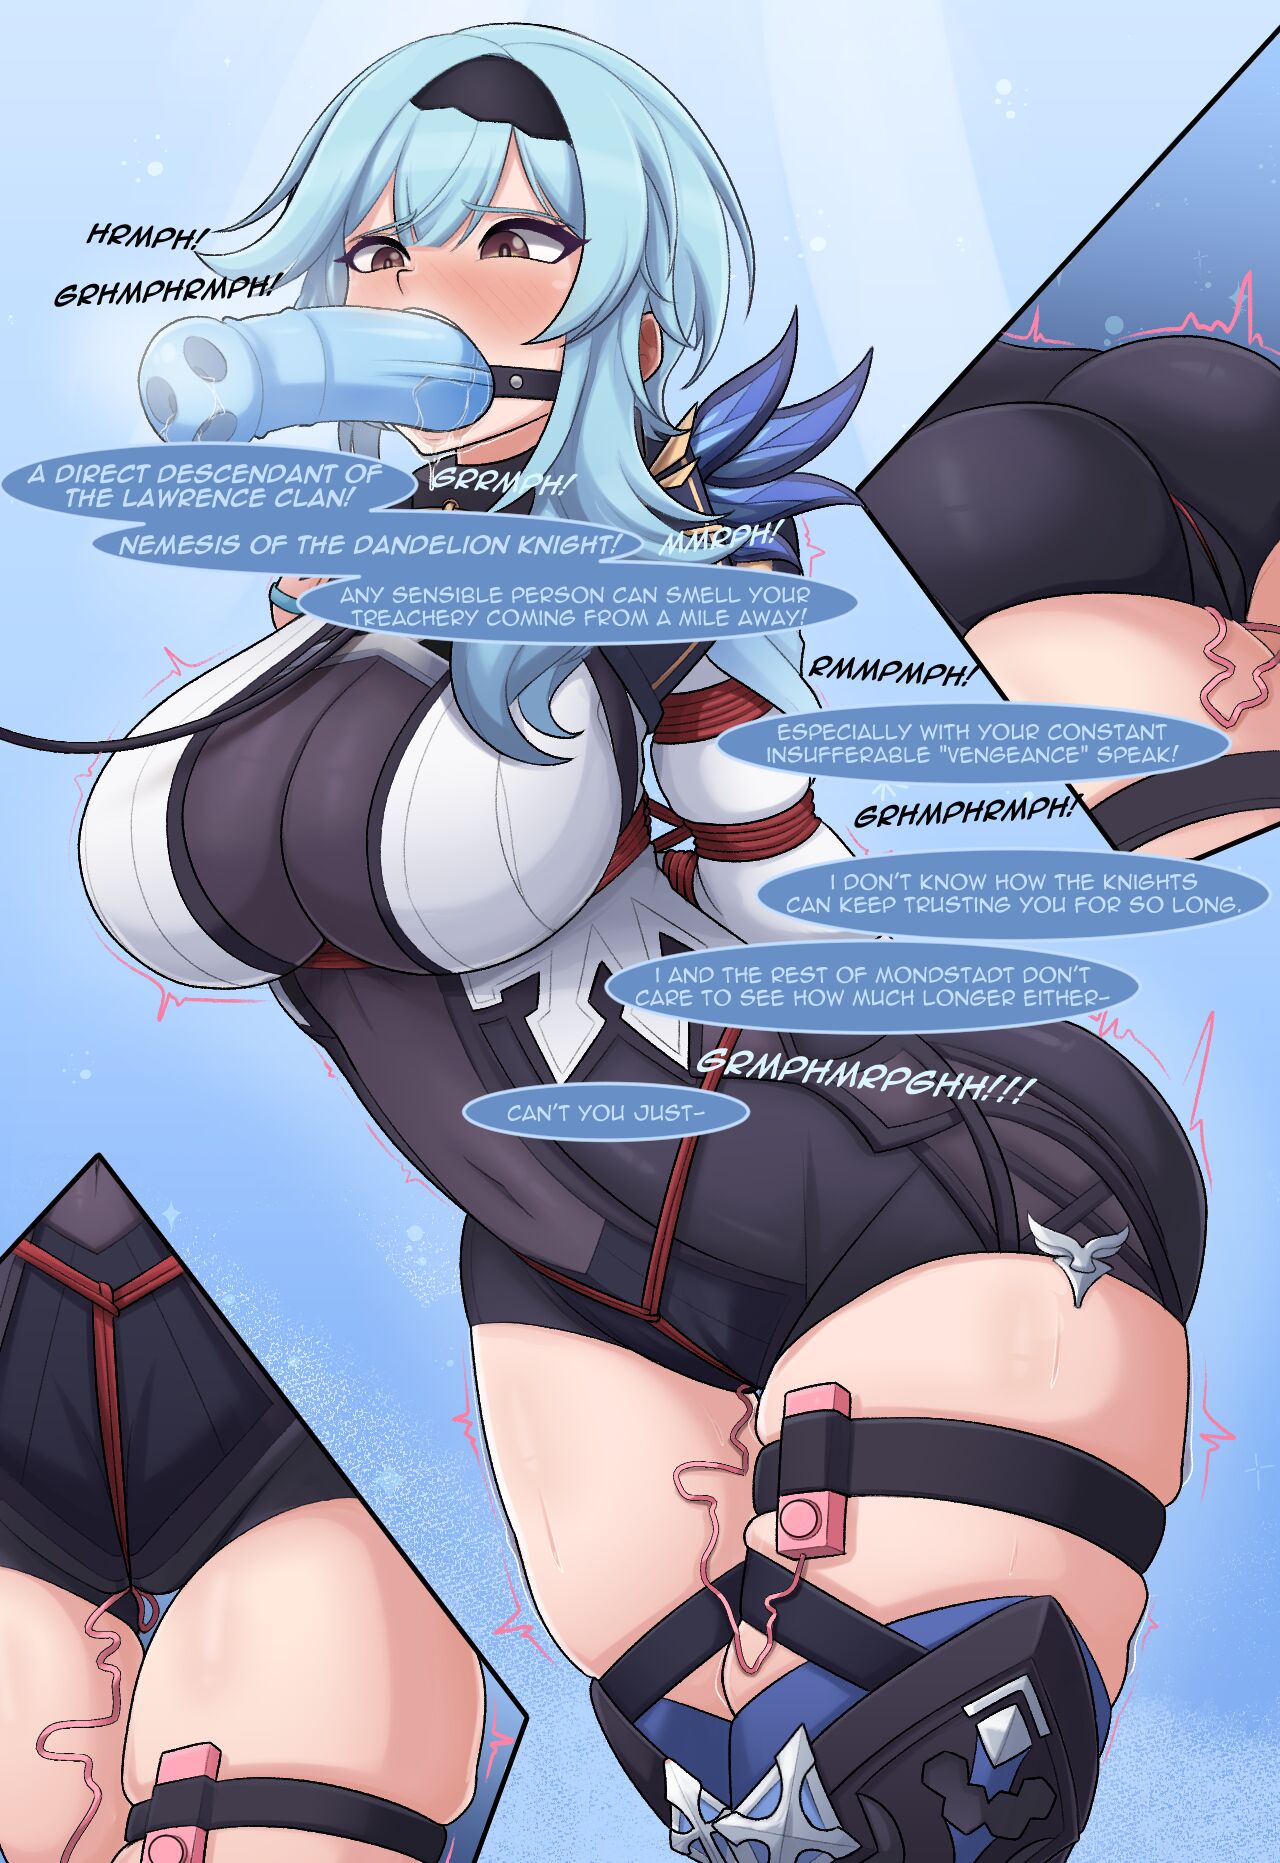 HRMPH!
GRHMPHRMPH!
A DIRECT DESCENDANT OF
THE LAWRENCE CLAN!
GRRMPH!
NEMESIS OF THE DANDELION KNIGHT!
MMRPH!
ANY SENSIBLE PERSON CAN SMELL YOUR
TREACHERY COMING FROM A MILE AWAY!
RMMPMPH!
ESPECIALLY WITH YOUR CONSTANT
INSUFFERABLE "VENGEANCE" SPEAK!
GRHMPHRMPH!
I DON'T KNOW HOW THE KNIGHTS
CAN KEEP TRUSTING YOU FOR SO LONG.
I AND THE REST OF MONDSTADT DON'T
CARE TO SEE HOW MUCH LONGER EITHER-
GRMPHMRPGHH!!!
CAN'T YOU JUST-